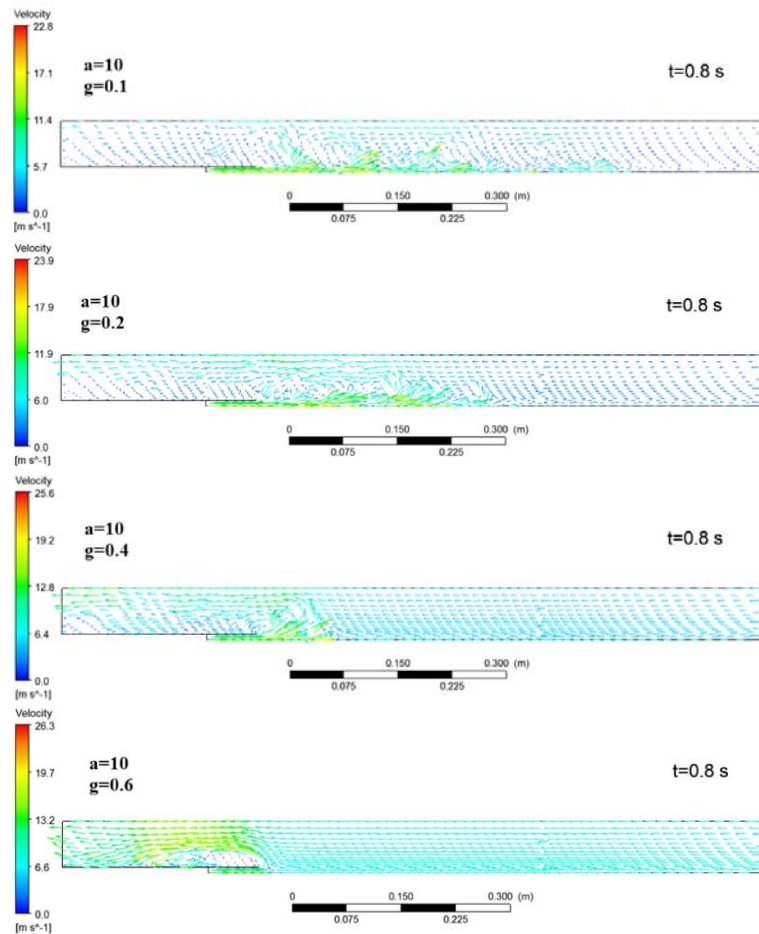 Velocity
22.8
17.1
11.4
5.7
0.0
[m s^-1]
a=10
g=0.1
t=0.8 s
0 0.150 0.300 (m)
0.075 0.225
Velocity
23.9
17.9
11.9
6.0
0.0
[m s^-1]
a=10
g=0.2
t=0.8 s
0 0.150 0.300 (m)
0.075 0.225
Velocity
25.6
19.2
12.8
6.4
0.0
[m s^-1]
a=10
g=0.4
t=0.8 s
0 0.150 0.300 (m)
0.075 0.225
Velocity
26.3
19.7
13.2
6.6
0.0
[m s^-1]
a=10
g=0.6
t=0.8 s
0 0.150 0.300 (m)
0.075 0.225